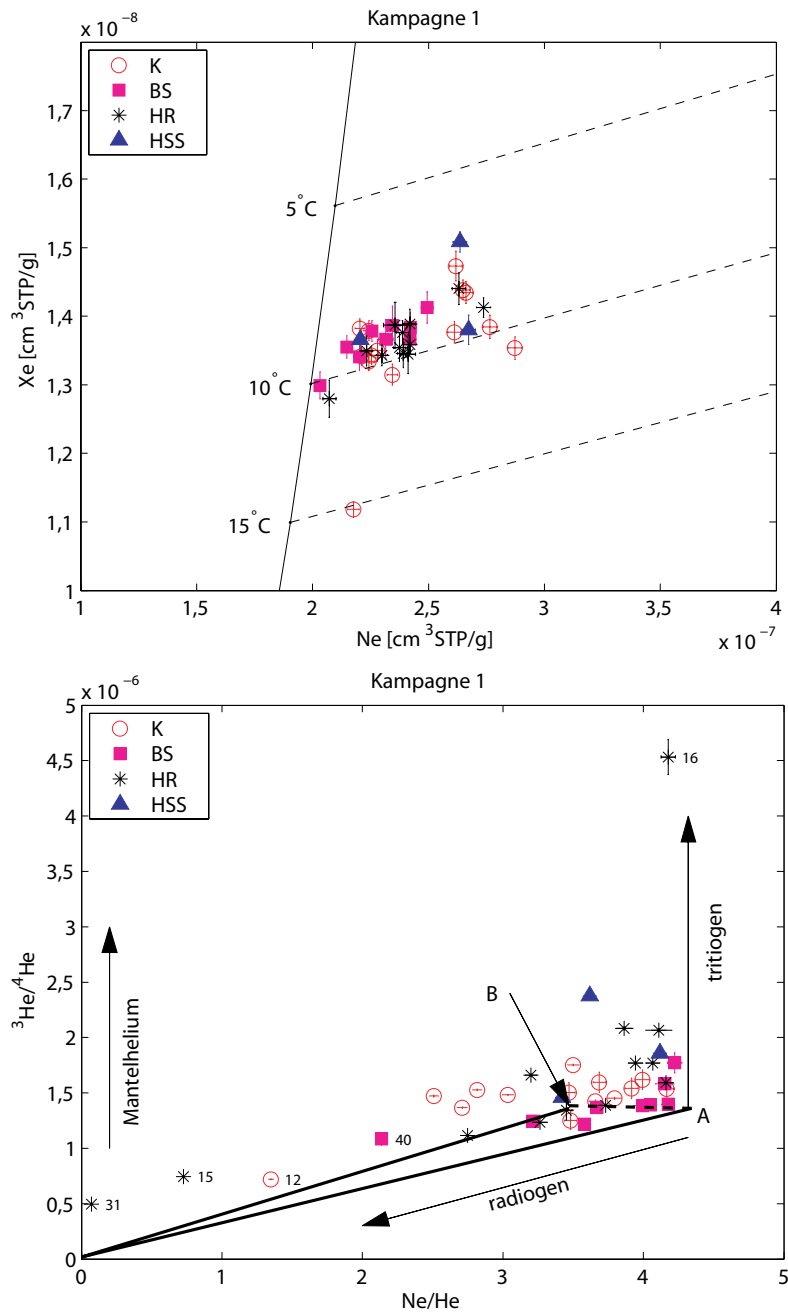 Kampagne 1
x 10 −8
K
BS
HR
HSS
1,7
1,6
1,5
1,4
1,3
1,2
1,1
1
5°C
10°C
15°C
Xe [cm 3STP/g]
1
1,5
2
2,5
3
3,5
4
Ne [cm 3STP/g]
x 10 −7
Kampagne 1
x 10 −6
K
BS
HR
HSS
5
4,5
4
3,5
3
2,5
2
1,5
1
0,5
0
16
tritiogen
B
Mantelhelium
A
40
15
12
31
radiogen
3He/4He
0
1
2
3
4
5
Ne/He